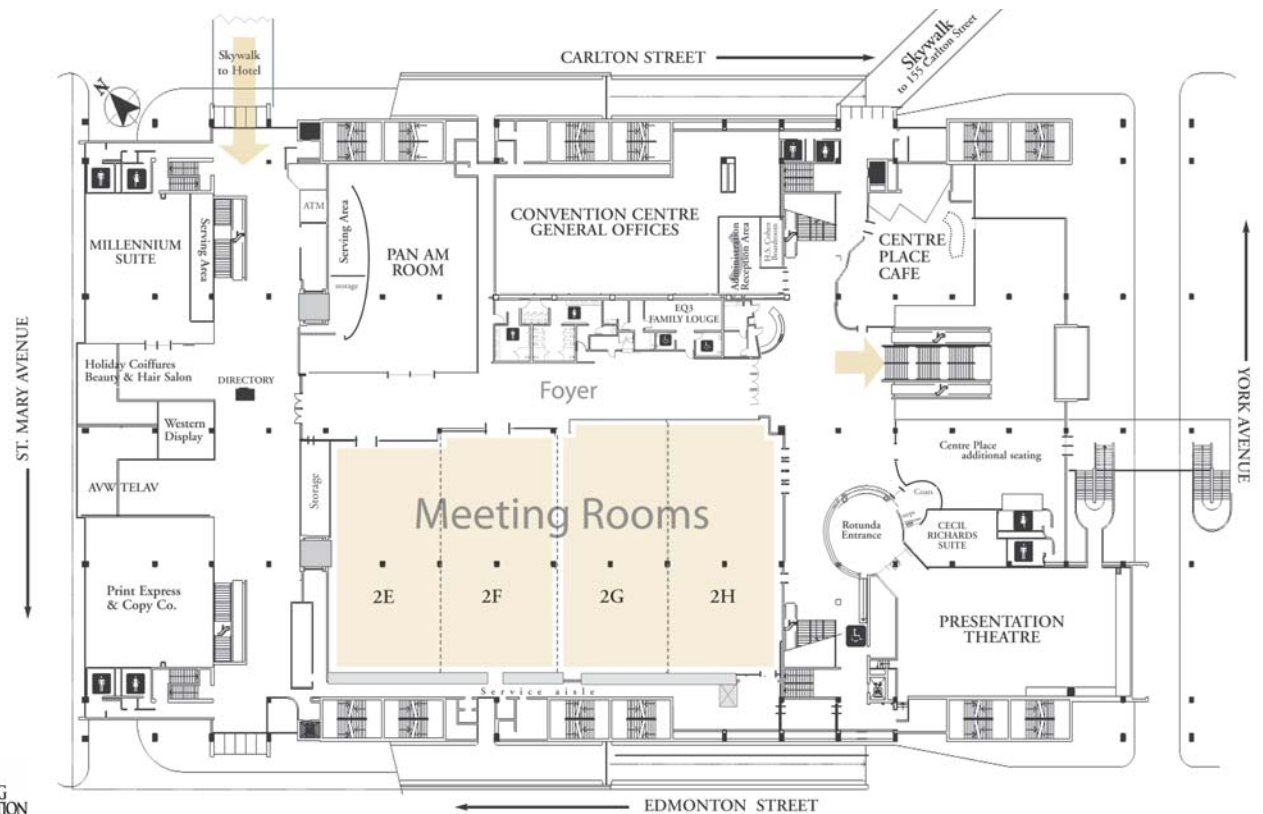 Skywalk
to Hotel
CARLTON STREET
Skywalk
to 155 Carlton Street
N
ATM
Serving Area
storage
PAN AM
ROOM
MILLENNIUM
SUITE
Serving Area
CONVENTION CENTRE
GENERAL OFFICES
Administration
Reception Area
H.S. Cohen
Boardroom
CENTRE
PLACE
CAFE
EQ3
FAMILY LOUGE
ST. MARY AVENUE
YORK AVENUE
Holiday Coiffures
Beauty & Hair Salon
DIRECTORY
Foyer
Western
Display
AVW TELAV
Storage
Meeting Rooms
Centre Place
additional seating
Coats
Rotunda
Entrance
CECIL
RICHARDS
SUITE
Print Express
& Copy Co.
2E
2F
2G
2H
PRESENTATION
THEATRE
Service aisle
EDMONTON STREET